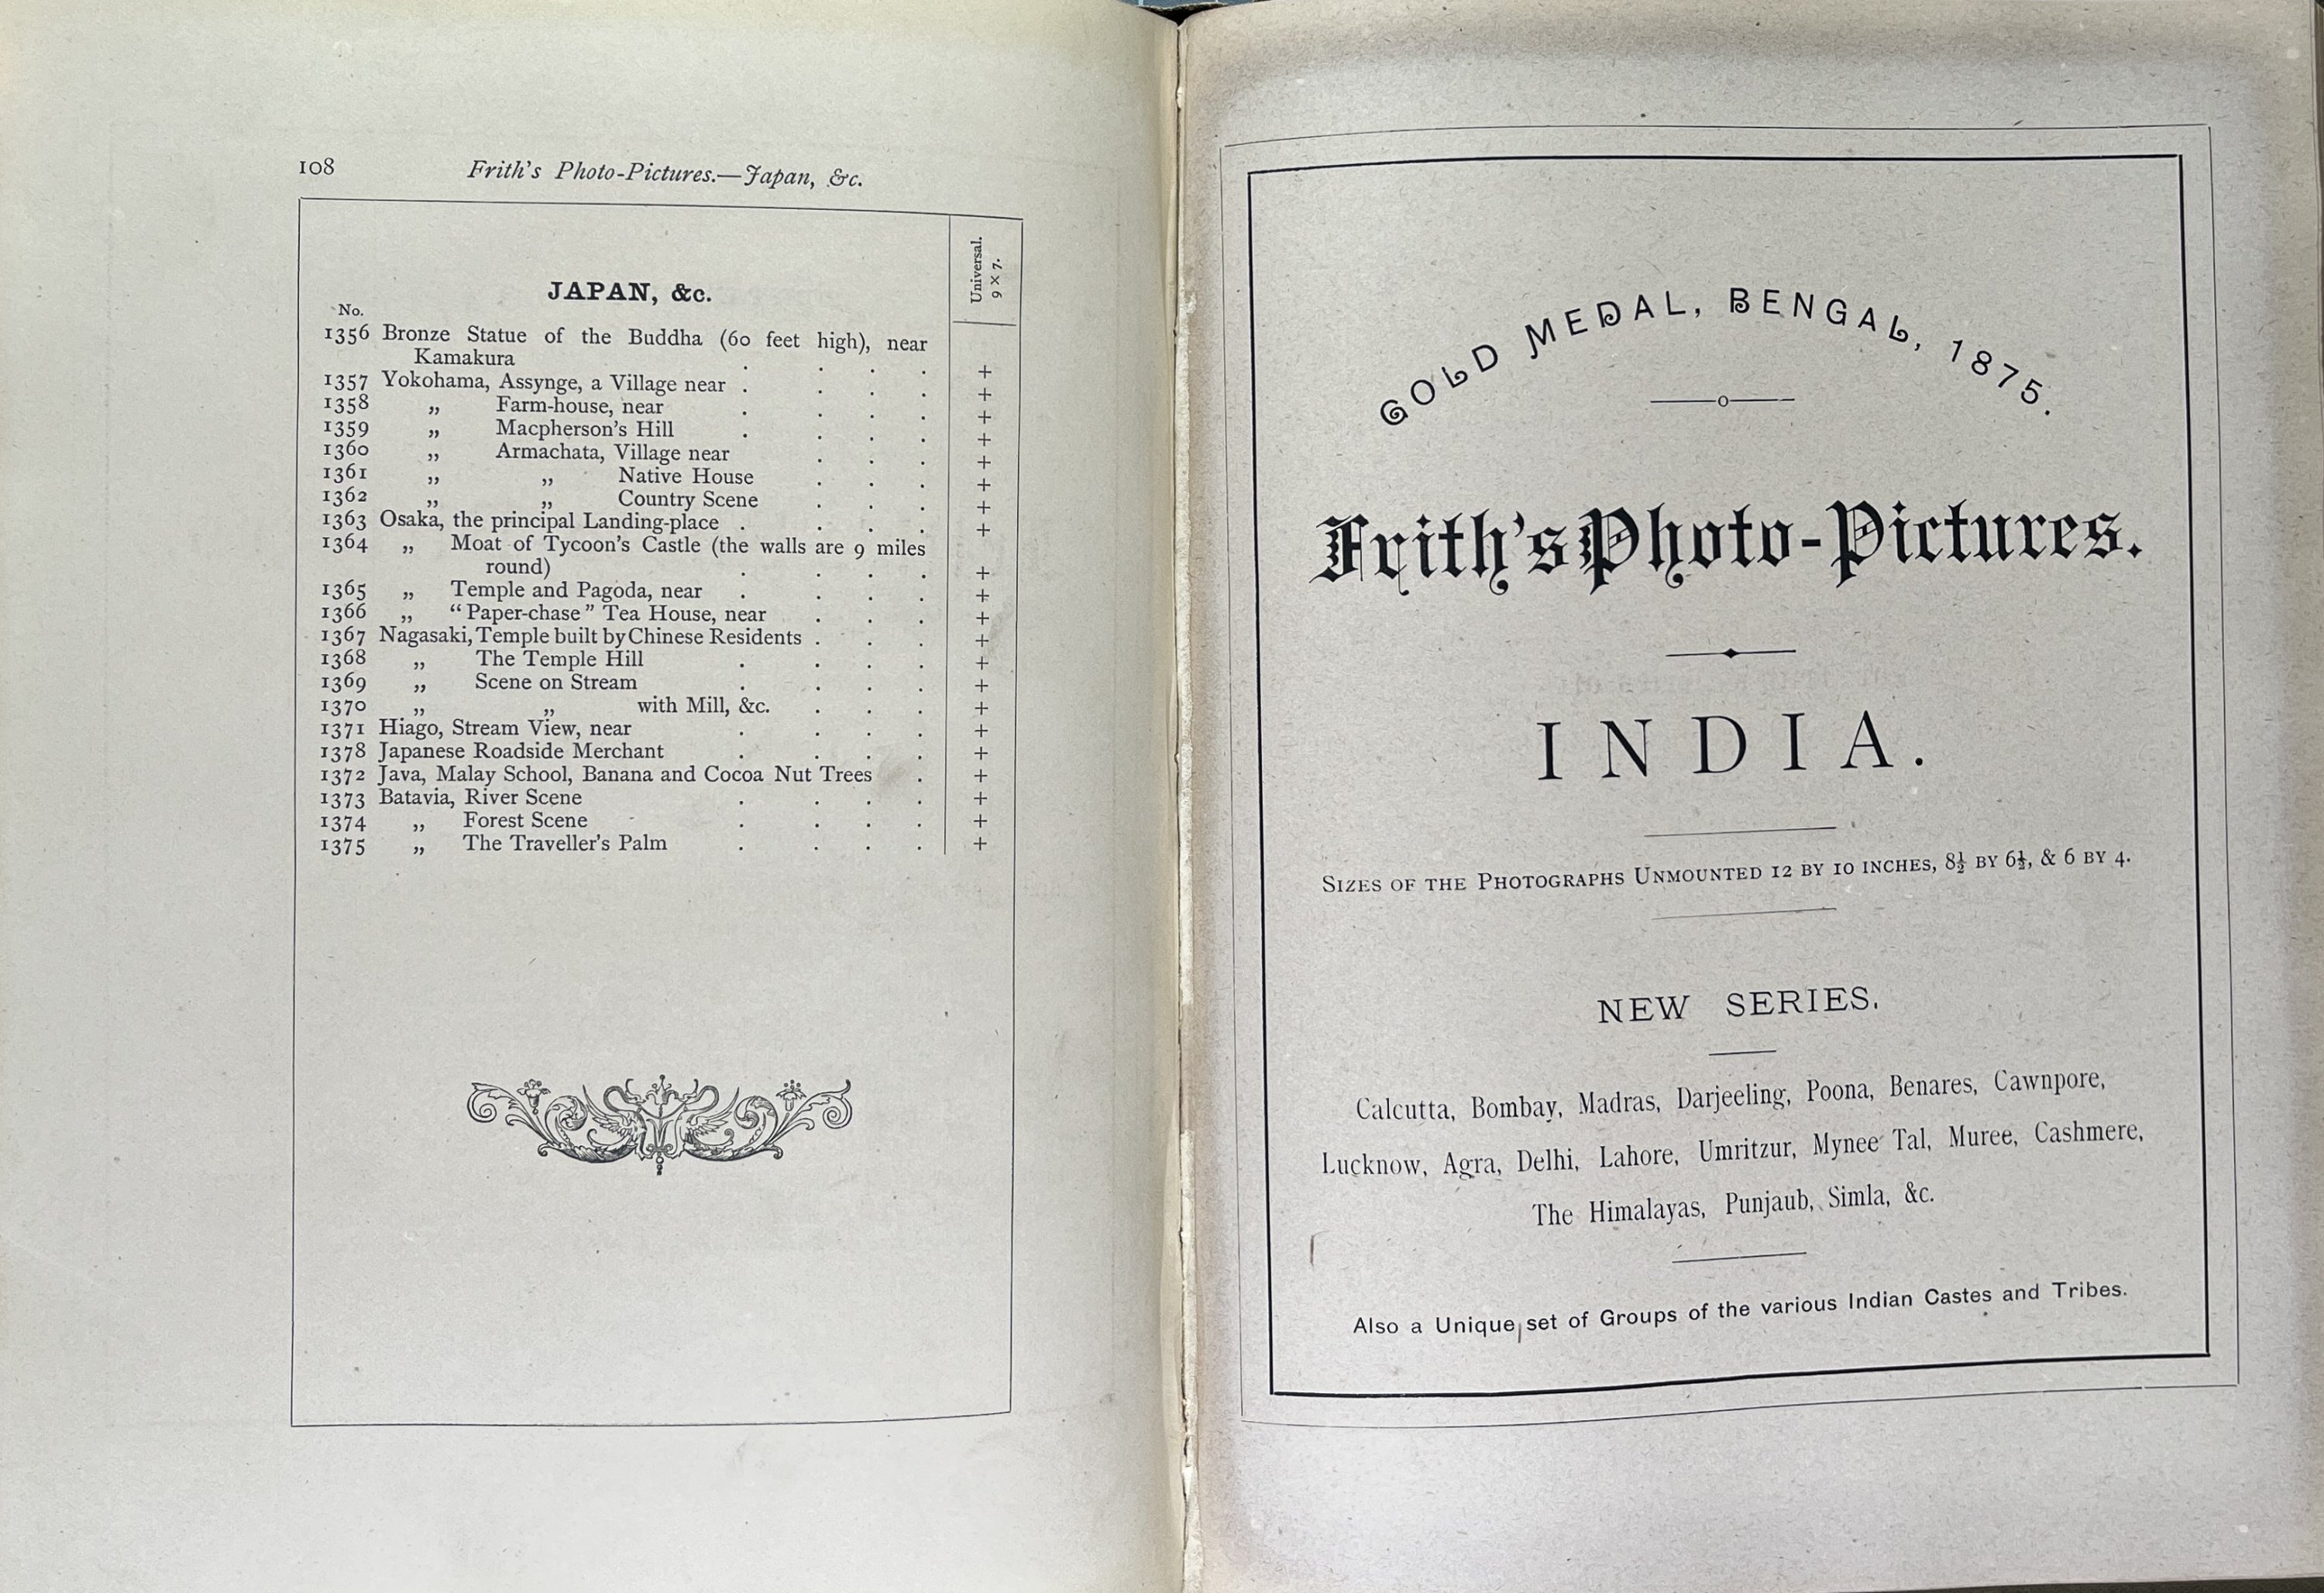 108
Frith's Photo-Pictures.—Japan, &c.
Universal.
9 × 7.
JAPAN, &c.
No.
1356 Bronze Statue of the Buddha (60 feet high), near
Kamakura . . . . +
1357 Yokohama, Assynge, a Village near . . . . +
1358 „ Farm-house, near . . . . +
1359 „ Macpherson's Hill . . . . +
1360 „ Armachata, Village near . . . +
1361 „ „ Native House . . . +
1362 „ „ Country Scene . . . +
1363 Osaka, the principal Landing-place . . . . +
1364 „ Moat of Tycoon's Castle (the walls are 9 miles
round) . . . . +
1365 „ Temple and Pagoda, near . . . . +
1366 „ “Paper-chase” Tea House, near . . . +
1367 Nagasaki, Temple built by Chinese Residents . . . +
1368 „ The Temple Hill . . . . +
1369 „ Scene on Stream . . . . +
1370 „ „ with Mill, &c. . . . +
1371 Hiago, Stream View, near . . . . +
1378 Japanese Roadside Merchant . . . . +
1372 Java, Malay School, Banana and Cocoa Nut Trees . +
1373 Batavia, River Scene . . . . +
1374 „ Forest Scene . . . . +
1375 „ The Traveller's Palm . . . . +
GOLD MEDAL, BENGAL, 1875.
Frith's Photo-Pictures.
INDIA.
Sizes of the Photographs Unmounted 12 by 10 inches, 8½ by 6½, & 6 by 4.
NEW SERIES.
Calcutta, Bombay, Madras, Darjeeling, Poona, Benares, Cawnpore,
Lucknow, Agra, Delhi, Lahore, Umritzur, Mynee Tal, Muree, Cashmere,
The Himalayas, Punjaub, Simla, &c.
Also a Unique set of Groups of the various Indian Castes and Tribes.